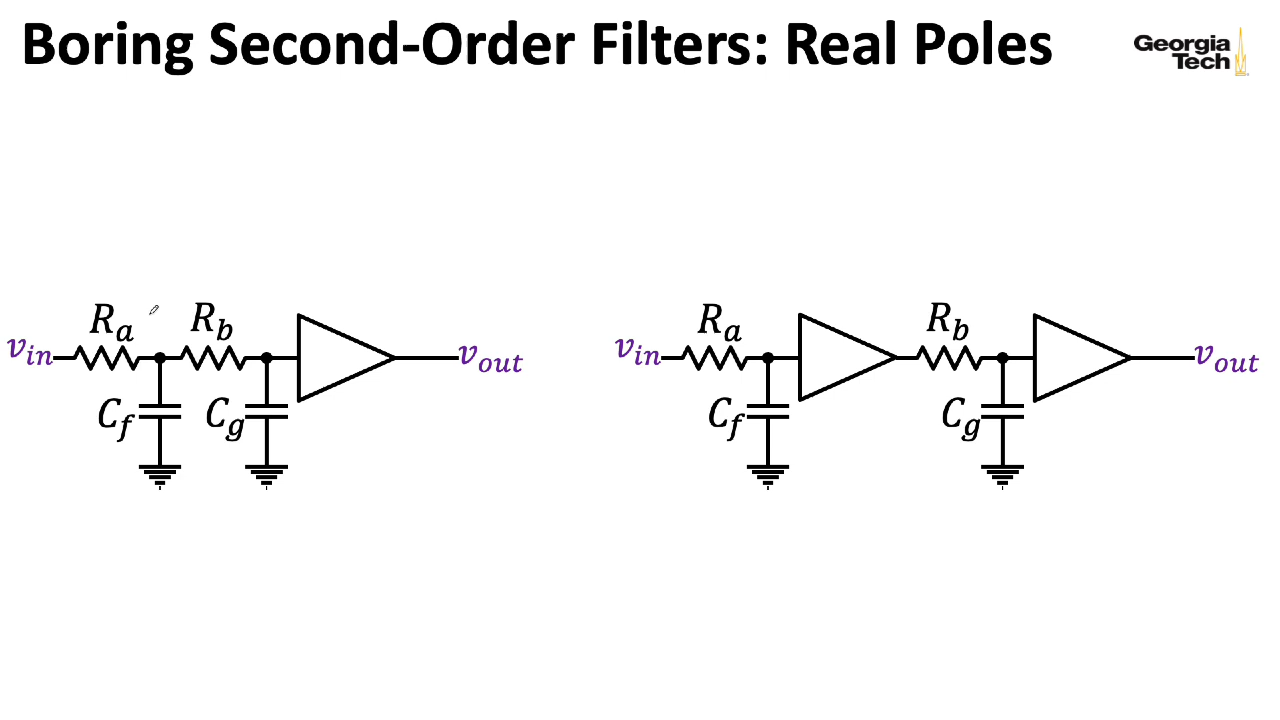 Boring Second-Order Filters: Real Poles
Georgia
Tech
R_a R_b
v_in v_out
C_f C_g
R_a R_b
v_in v_out
C_f C_g